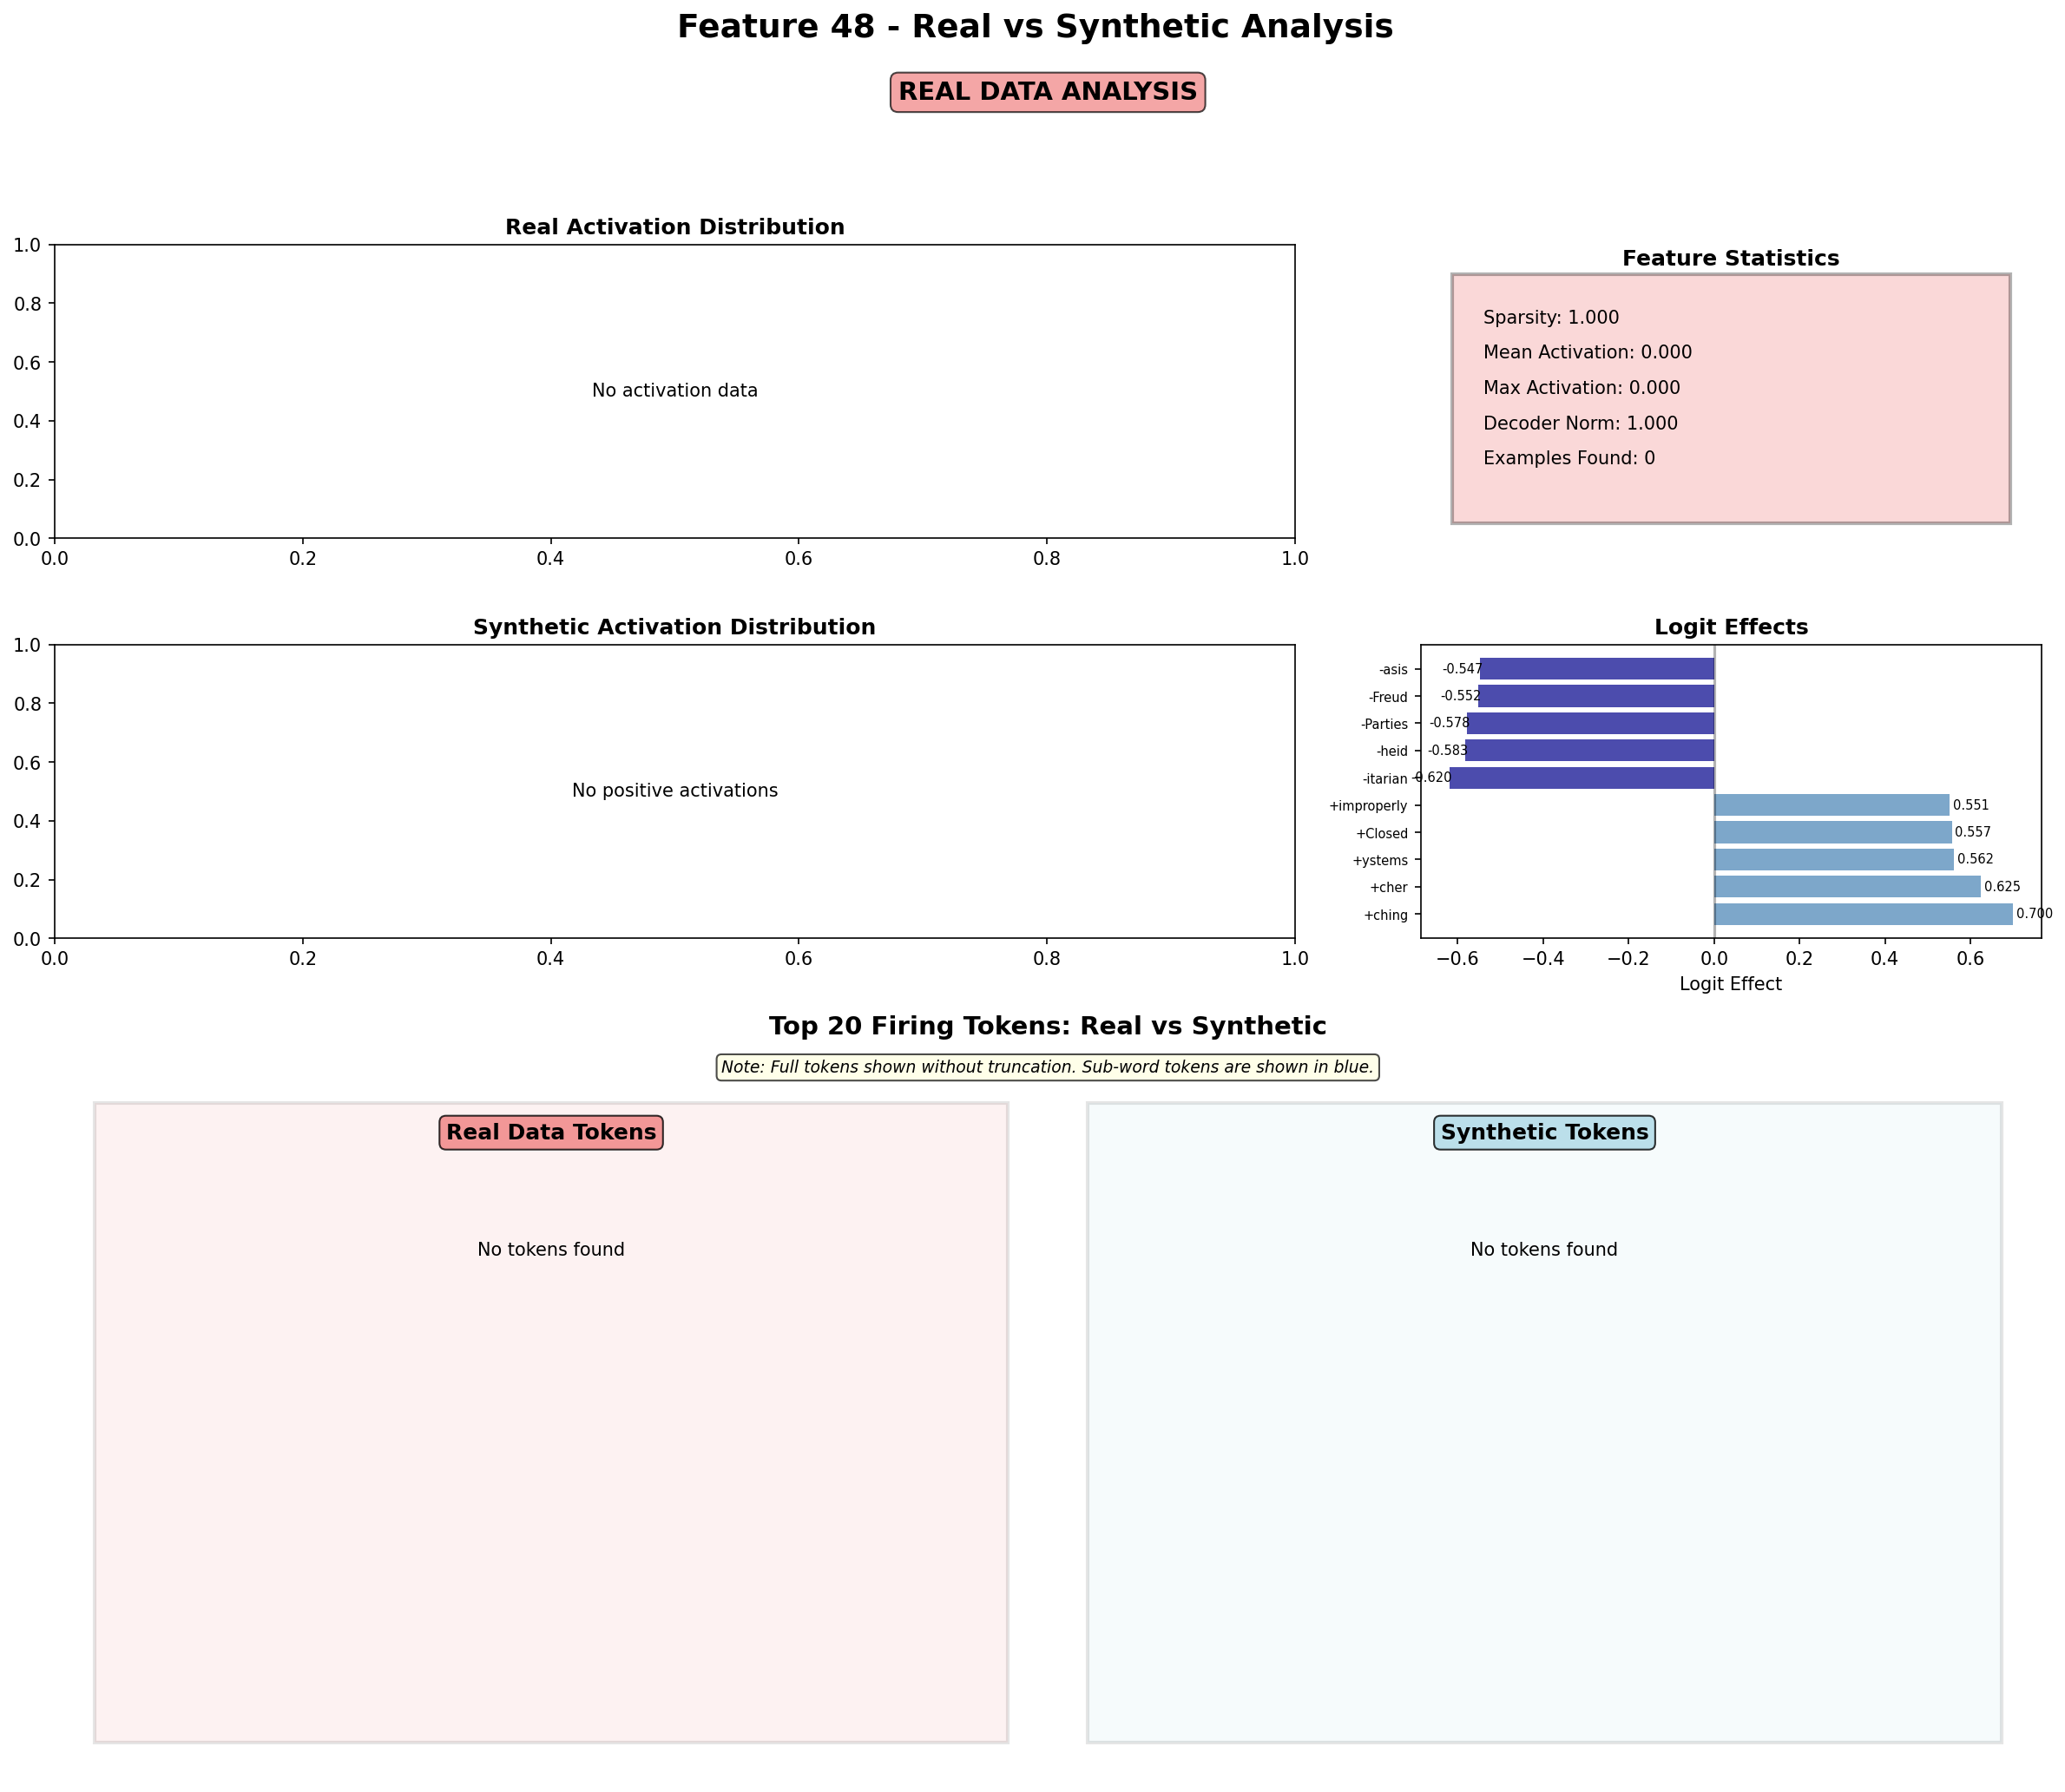 Feature 48 - Real vs Synthetic Analysis
REAL DATA ANALYSIS
Real Activation Distribution
1.0
0.8
0.6
0.4
0.2
0.0
No activation data
0.0 0.2 0.4 0.6 0.8 1.0
Feature Statistics
Sparsity: 1.000
Mean Activation: 0.000
Max Activation: 0.000
Decoder Norm: 1.000
Examples Found: 0
Synthetic Activation Distribution
1.0
0.8
0.6
0.4
0.2
0.0
No positive activations
0.0 0.2 0.4 0.6 0.8 1.0
Logit Effects
-asis -0.547
-Freud -0.552
-Parties -0.578
-heid -0.583
-itarian -0.620
+improperly 0.551
+Closed 0.557
+ystems 0.562
+cher 0.625
+ching 0.700
−0.6 −0.4 −0.2 0.0 0.2 0.4 0.6
Logit Effect
Top 20 Firing Tokens: Real vs Synthetic
Note: Full tokens shown without truncation. Sub-word tokens are shown in blue.
Real Data Tokens
No tokens found
Synthetic Tokens
No tokens found